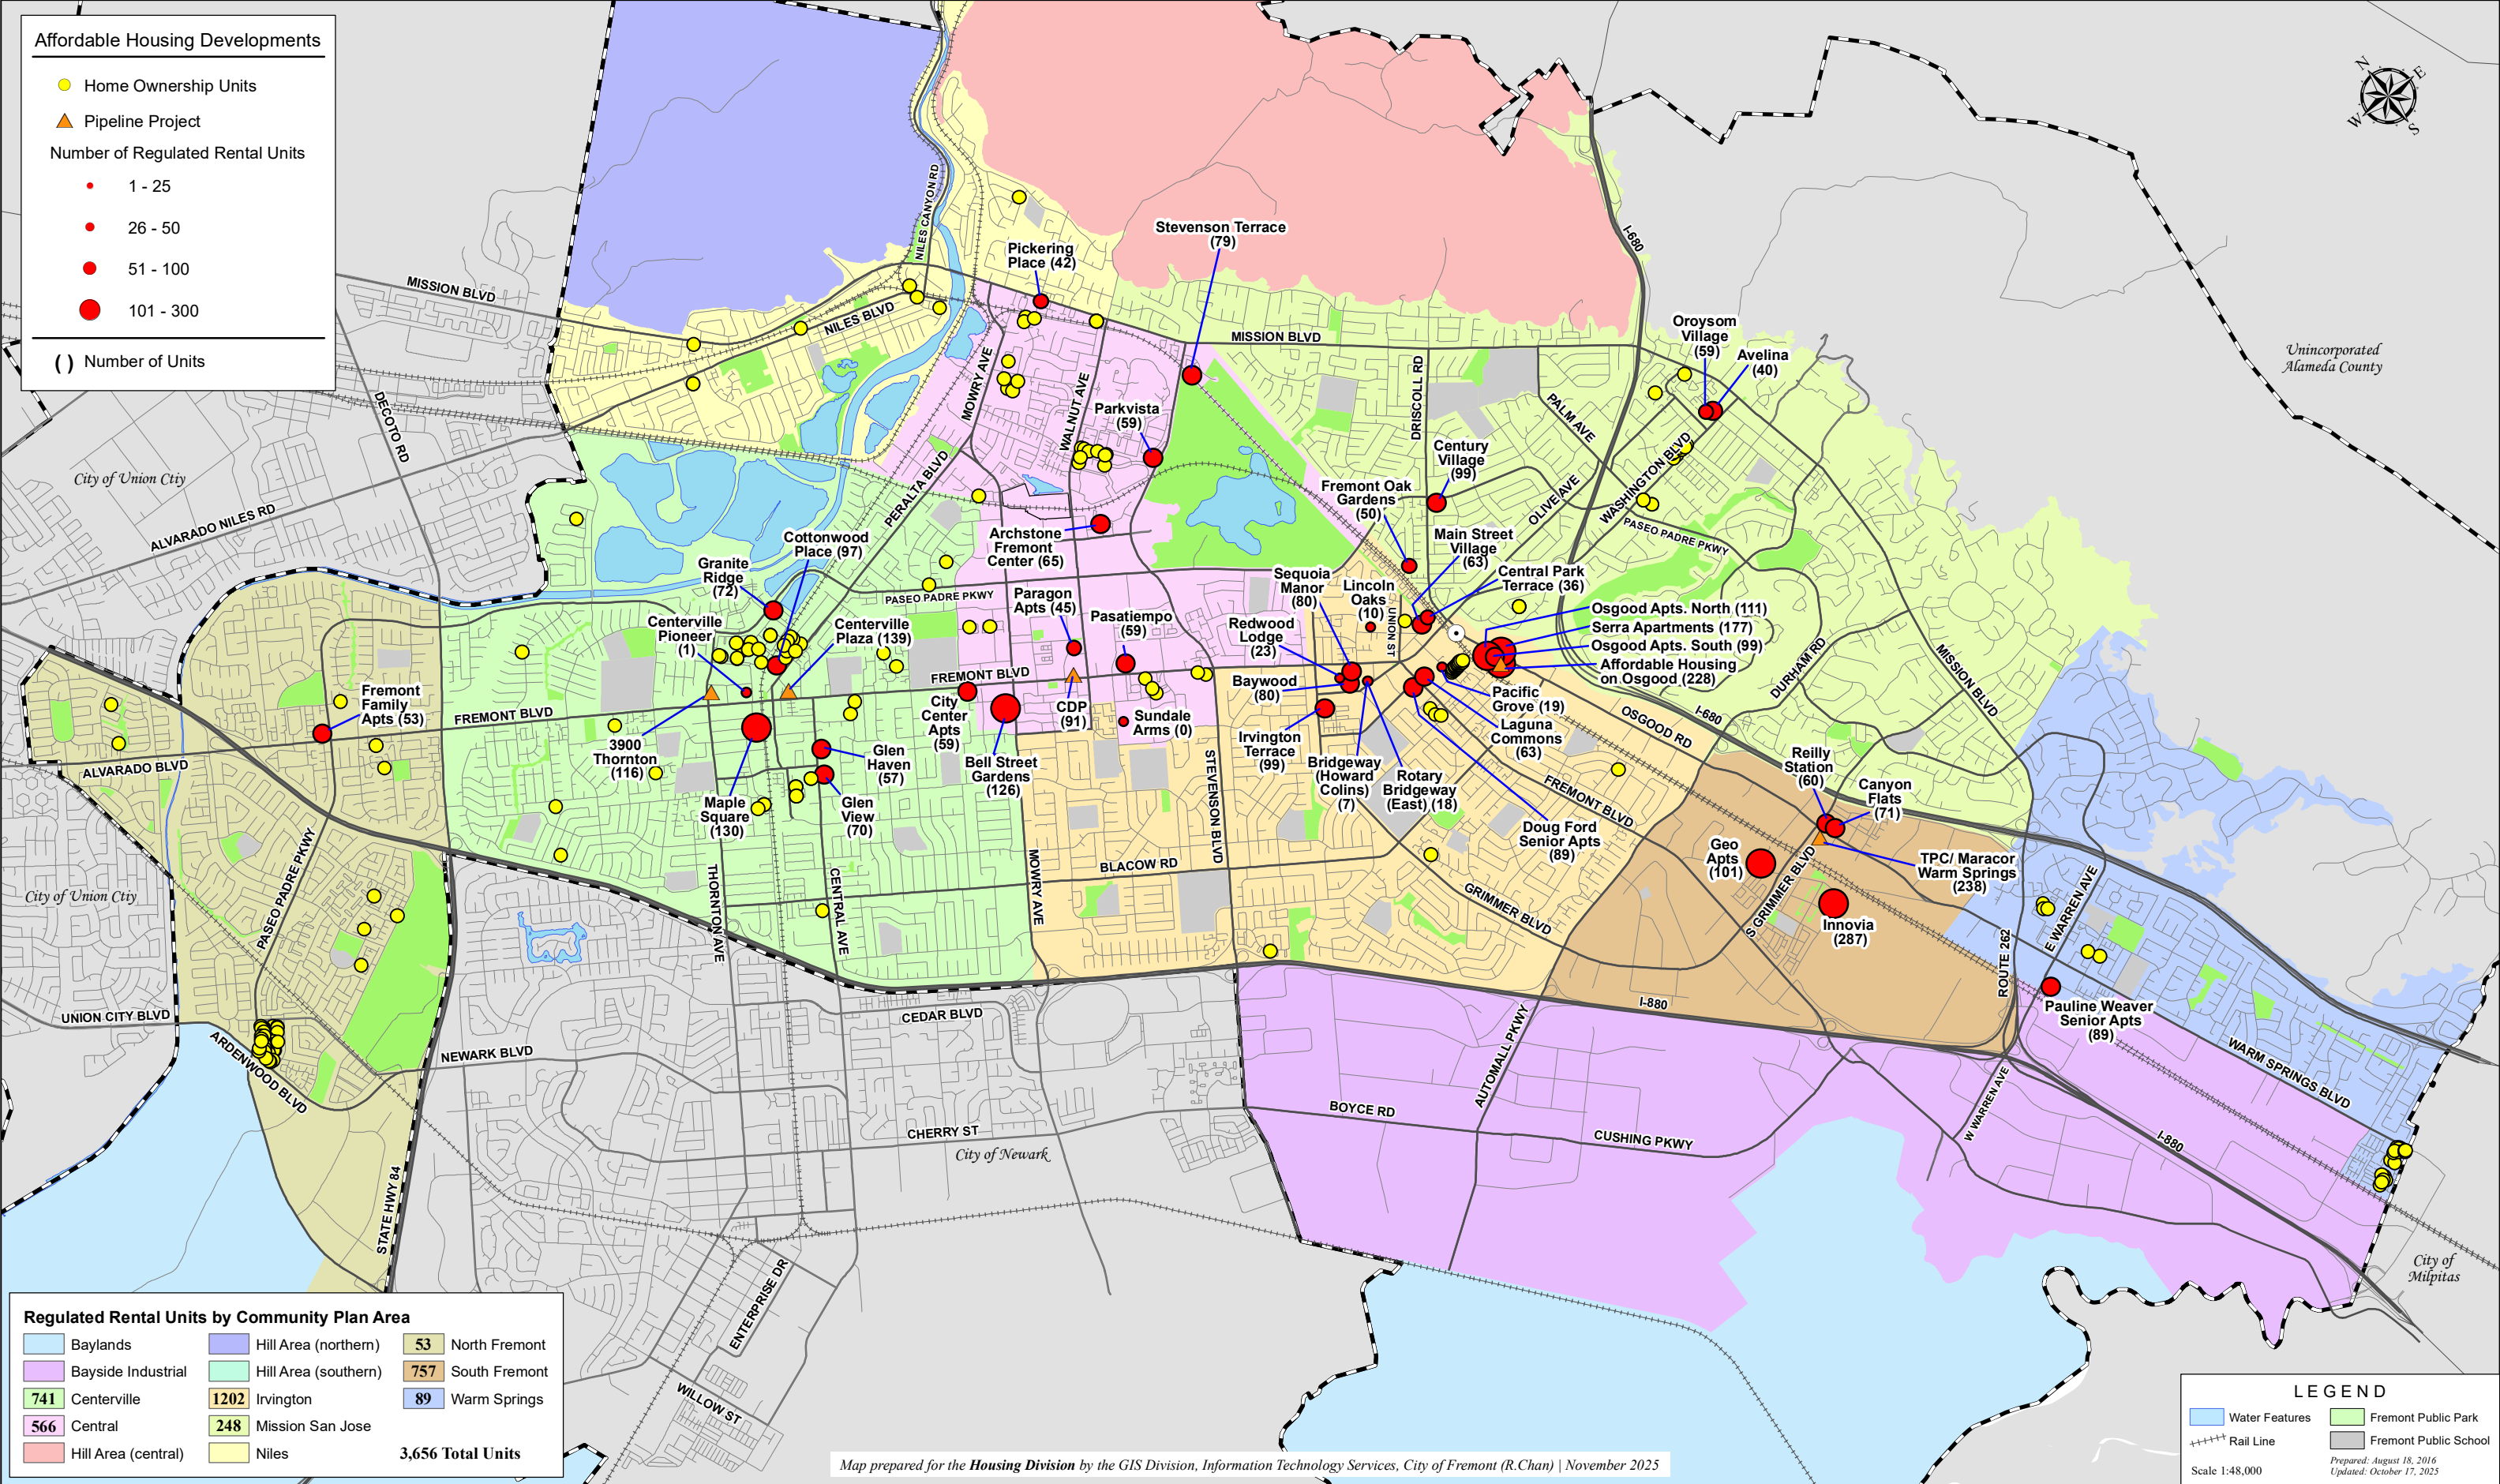 Affordable Housing Developments
Home Ownership Units
Pipeline Project
Number of Regulated Rental Units
1 - 25
26 - 50
51 - 100
101 - 300
( ) Number of Units
N
E
W
S
MISSION BLVD
DECOTO RD
ALVARADO NILES RD
City of Union Ctiy
NILES CANYON RD
NILES BLVD
Pickering
Place (42)
Stevenson Terrace
(79)
MISSION BLVD
I-680
MOWRY AVE
WALNUT AVE
Parkvista
(59)
PERALTA BLVD
DRISCOLL RD
PALM AVE
Oroysom
Village
(59)
Avelina
(40)
Unincorporated
Alameda County
Century
Village
(99)
Fremont Oak
Gardens
(50)
OLIVE AVE
WASHINGTON BLVD
PASEO PADRE PKWY
Main Street
Village
(63)
Central Park
Terrace (36)
Cottonwood
Place (97)
Granite
Ridge
(72)
Archstone
Fremont
Center (65)
PASEO PADRE PKWY
Paragon
Apts (45)
Pasatiempo
(59)
Sequoia
Manor
(80)
Lincoln
Oaks
(10)
UNION ST
Redwood
Lodge
(23)
Osgood Apts. North (111)
Serra Apartments (177)
Osgood Apts. South (99)
Affordable Housing
on Osgood (228)
Centerville
Pioneer
(1)
Centerville
Plaza (139)
FREMONT BLVD
Baywood
(80)
Pacific
Grove (19)
Laguna
Commons
(63)
OSGOOD RD
I-680
DURHAM RD
MISSION BLVD
Fremont
Family
Apts (53)
FREMONT BLVD
ALVARADO BLVD
3900
Thornton
(116)
Maple
Square
(130)
Glen
Haven
(57)
Glen
View
(70)
City
Center
Apts
(59)
Bell Street
Gardens
(126)
CDP
(91)
Sundale
Arms (0)
STEVENSON BLVD
Irvington
Terrace
(99)
Bridgeway
(Howard
Colins)
(7)
Rotary
Bridgeway
(East) (18)
FREMONT BLVD
Doug Ford
Senior Apts
(89)
Reilly
Station
(60)
Canyon
Flats
(71)
Geo
Apts
(101)
TPC/ Maracor
Warm Springs
(238)
Innovia
(287)
S GRIMMER BLVD
GRIMMER BLVD
BLACOW RD
MOWRY AVE
THORNTON AVE
CENTRAL AVE
PASEO PADRE PKWY
City of Union Ctiy
UNION CITY BLVD
ARDENWOOD BLVD
NEWARK BLVD
CEDAR BLVD
CHERRY ST
City of Newark
STATE HWY 84
ENTERPRISE DR
WILLOW ST
I-880
AUTOMALL PKWY
BOYCE RD
CUSHING PKWY
ROUTE 262
E WARREN AVE
W WARREN AVE
Pauline Weaver
Senior Apts
(89)
WARM SPRINGS BLVD
I-880
City of
Milpitas
Regulated Rental Units by Community Plan Area
Baylands
Bayside Industrial
741 Centerville
566 Central
Hill Area (central)
Hill Area (northern)
Hill Area (southern)
1202 Irvington
248 Mission San Jose
Niles
53 North Fremont
757 South Fremont
89 Warm Springs
3,656 Total Units
Map prepared for the Housing Division by the GIS Division, Information Technology Services, City of Fremont (R.Chan) | November 2025
LEGEND
Water Features
Rail Line
Scale 1:48,000
Fremont Public Park
Fremont Public School
Prepared: August 18, 2016
Updated: October 17, 2025